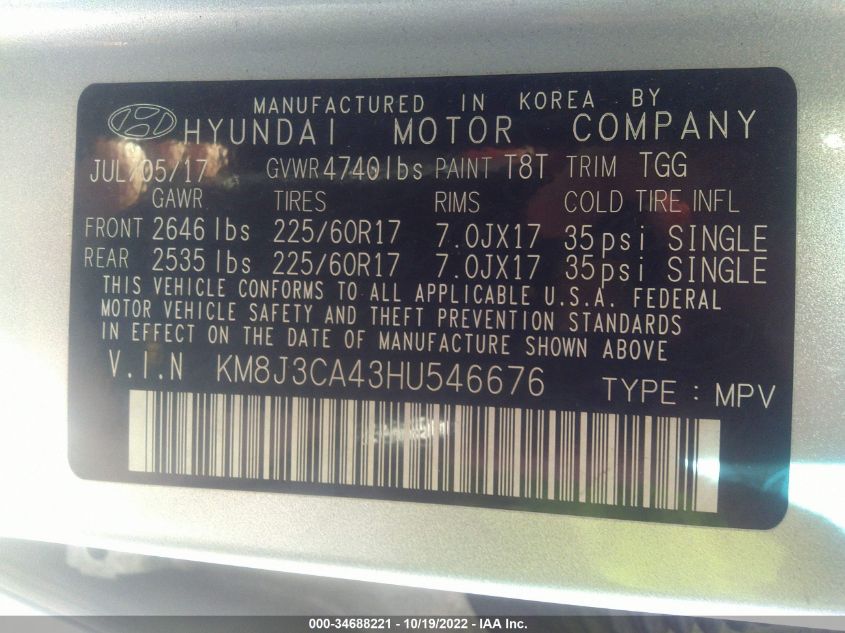 MANUFACTURED IN KOREA BY
HYUNDAI MOTOR COMPANY
JUL/05/17 GVWR 4740lbs PAINT T8T TRIM TGG
GAWR TIRES RIMS COLD TIRE INFL
FRONT 2646 lbs 225/60R17 7.0JX17 35psi SINGLE
REAR 2535 lbs 225/60R17 7.0JX17 35psi SINGLE
THIS VEHICLE CONFORMS TO ALL APPLICABLE U.S.A. FEDERAL
MOTOR VEHICLE SAFETY AND THEFT PREVENTION STANDARDS
IN EFFECT ON THE DATE OF MANUFACTURE SHOWN ABOVE
V.I.N KM8J3CA43HU546676 TYPE : MPV
000-34688221 - 10/19/2022 - IAA Inc.